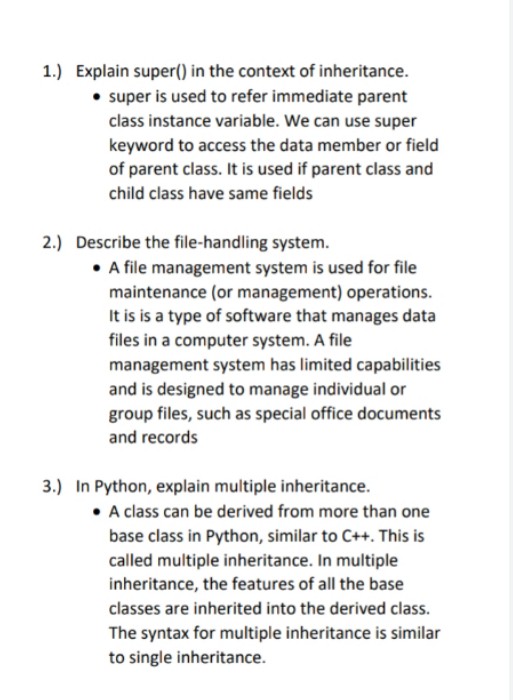 1.) Explain super() in the context of inheritance.
• super is used to refer immediate parent
class instance variable. We can use super
keyword to access the data member or field
of parent class. It is used if parent class and
child class have same fields
2.) Describe the file-handling system.
• A file management system is used for file
maintenance (or management) operations.
It is is a type of software that manages data
files in a computer system. A file
management system has limited capabilities
and is designed to manage individual or
group files, such as special office documents
and records
3.) In Python, explain multiple inheritance.
• A class can be derived from more than one
base class in Python, similar to C++. This is
called multiple inheritance. In multiple
inheritance, the features of all the base
classes are inherited into the derived class.
The syntax for multiple inheritance is similar
to single inheritance.